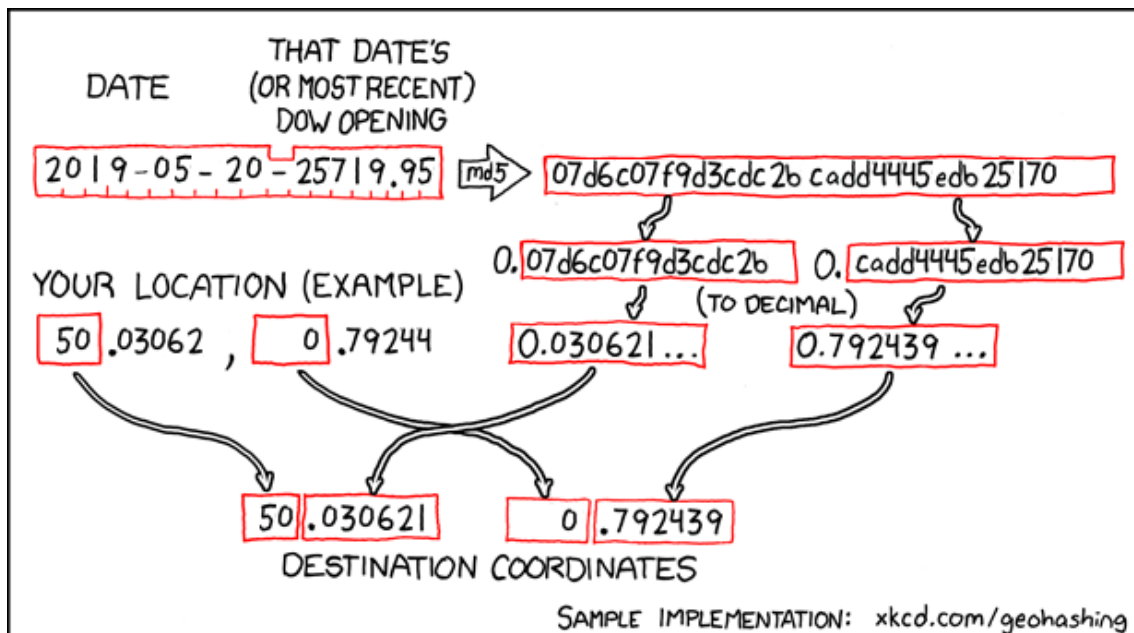 DATE
THAT DATE'S
(OR MOST RECENT)
DOW OPENING
2019-05-20-25719.95
md5
07d6c07f9d3cdc2bcadd4445edb25170
0.07d6c07f9d3cdc2b
0.cadd4445edb25170
(TO DECIMAL)
YOUR LOCATION (EXAMPLE)
50.03062, 0.79244
0.030621...
0.792439...
50.030621
0.792439
DESTINATION COORDINATES
SAMPLE IMPLEMENTATION: xkcd.com/geohashing